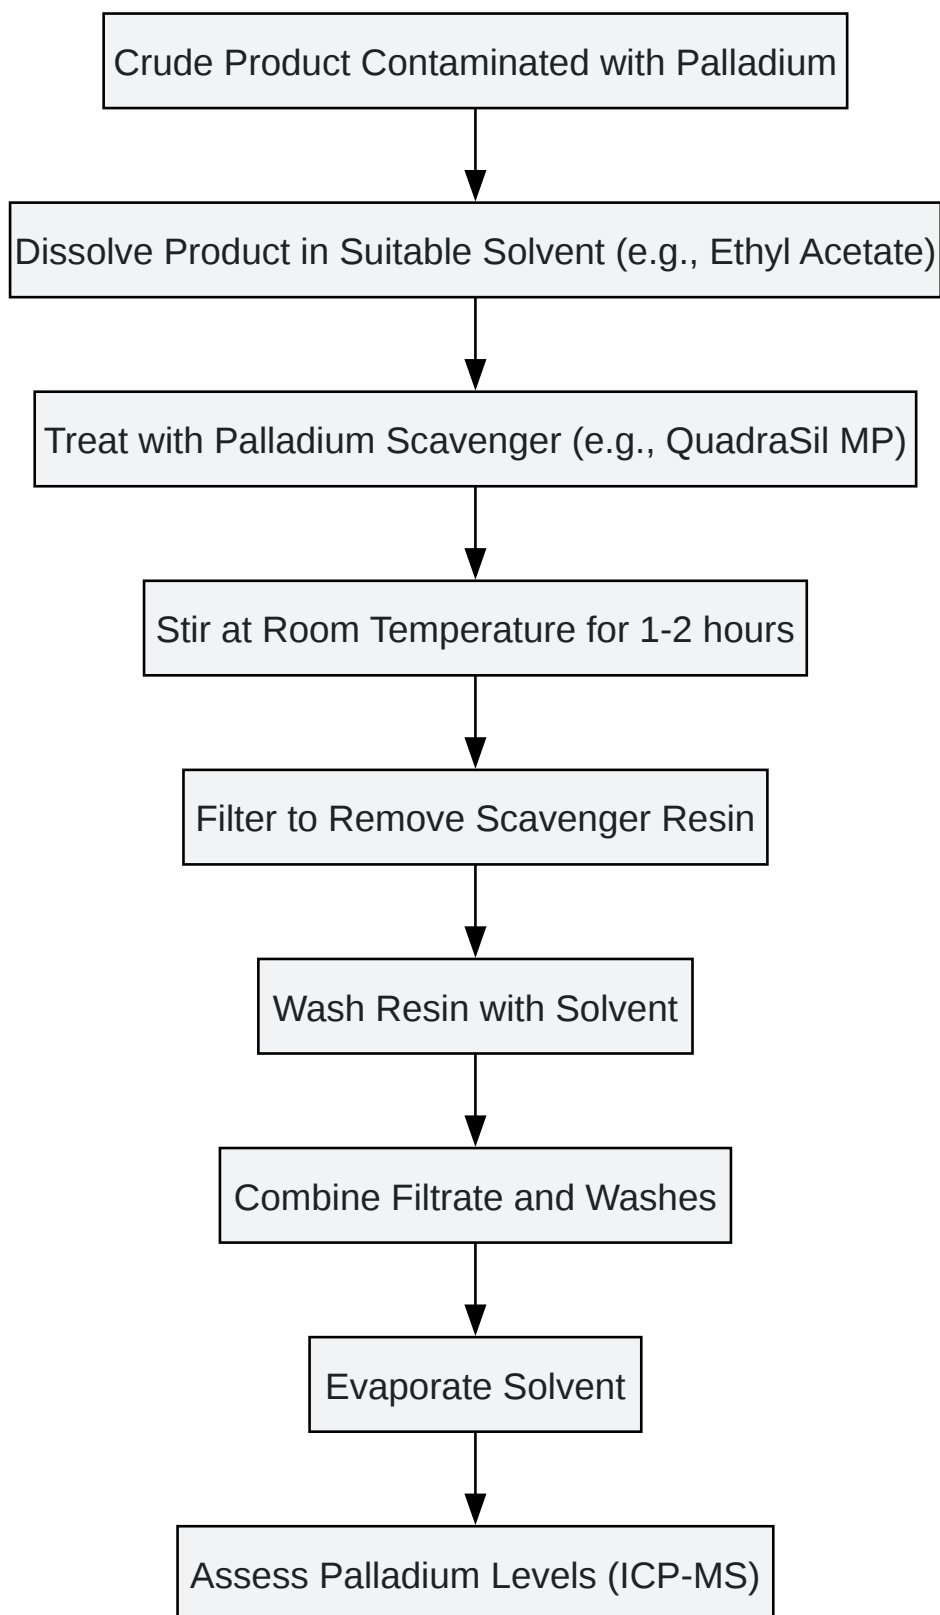 Crude Product Contaminated with Palladium
Dissolve Product in Suitable Solvent (e.g., Ethyl Acetate)
Treat with Palladium Scavenger (e.g., QuadraSil MP)
Stir at Room Temperature for 1-2 hours
Filter to Remove Scavenger Resin
Wash Resin with Solvent
Combine Filtrate and Washes
Evaporate Solvent
Assess Palladium Levels (ICP-MS)